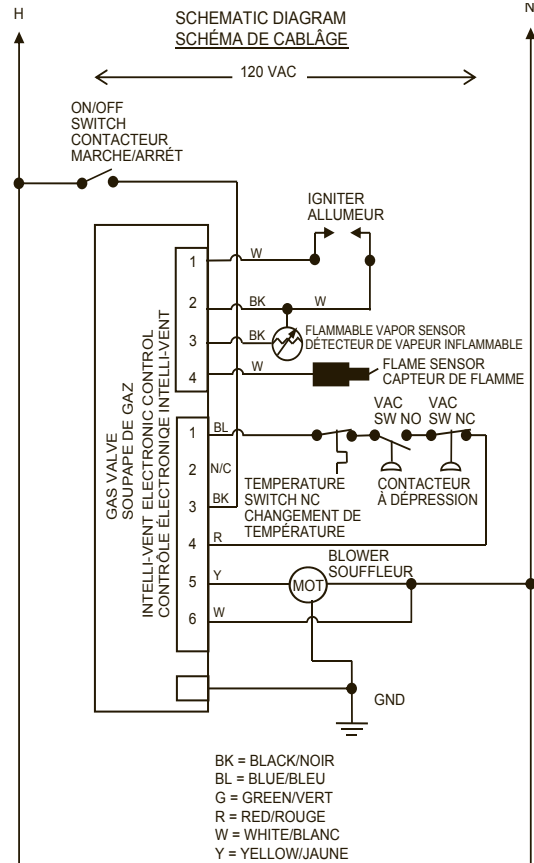 H
N
SCHEMATIC DIAGRAM
SCHÉMA DE CABLÂGE
120 VAC
ON/OFF
SWITCH
CONTACTEUR
MARCHE/ARRÉT
IGNITER
ALLUMEUR
GAS VALVE
SOUPAPE DE GAZ
INTELLI-VENT ELECTRONIC CONTROL
CONTRÔLE ÉLECTRONIQE INTELLI-VENT
1
W
2
BK
W
3
BK
FLAMMABLE VAPOR SENSOR
DÉTECTEUR DE VAPEUR INFLAMMABLE
4
W
FLAME SENSOR
CAPTEUR DE FLAMME
VAC
SW NO
VAC
SW NC
1
BL
2
N/C
3
BK
TEMPERATURE
SWITCH NC
CHANGEMENT DE
TEMPÉRATURE
CONTACTEUR
À DÉPRESSION
4
R
BLOWER
SOUFFLEUR
5
Y
MOT
6
W
GND
BK = BLACK/NOIR
BL = BLUE/BLEU
G = GREEN/VERT
R = RED/ROUGE
W = WHITE/BLANC
Y = YELLOW/JAUNE